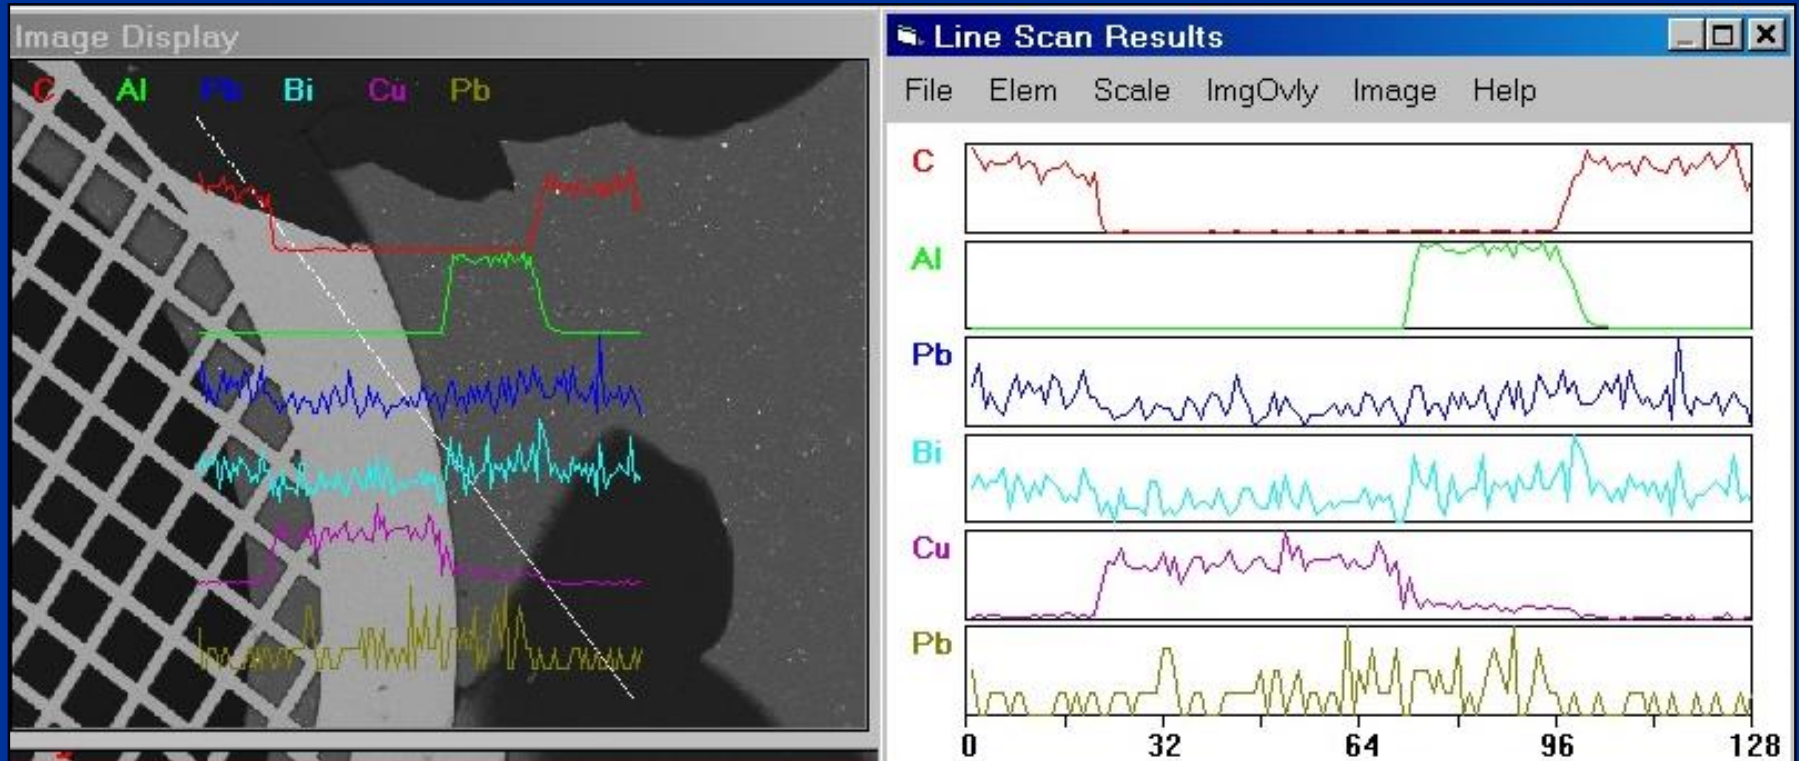 Image Display
C Al Pb Bi Cu Pb
Line Scan Results
File Elem Scale ImgOvly Image Help
C
Al
Pb
Bi
Cu
Pb
0 32 64 96 128